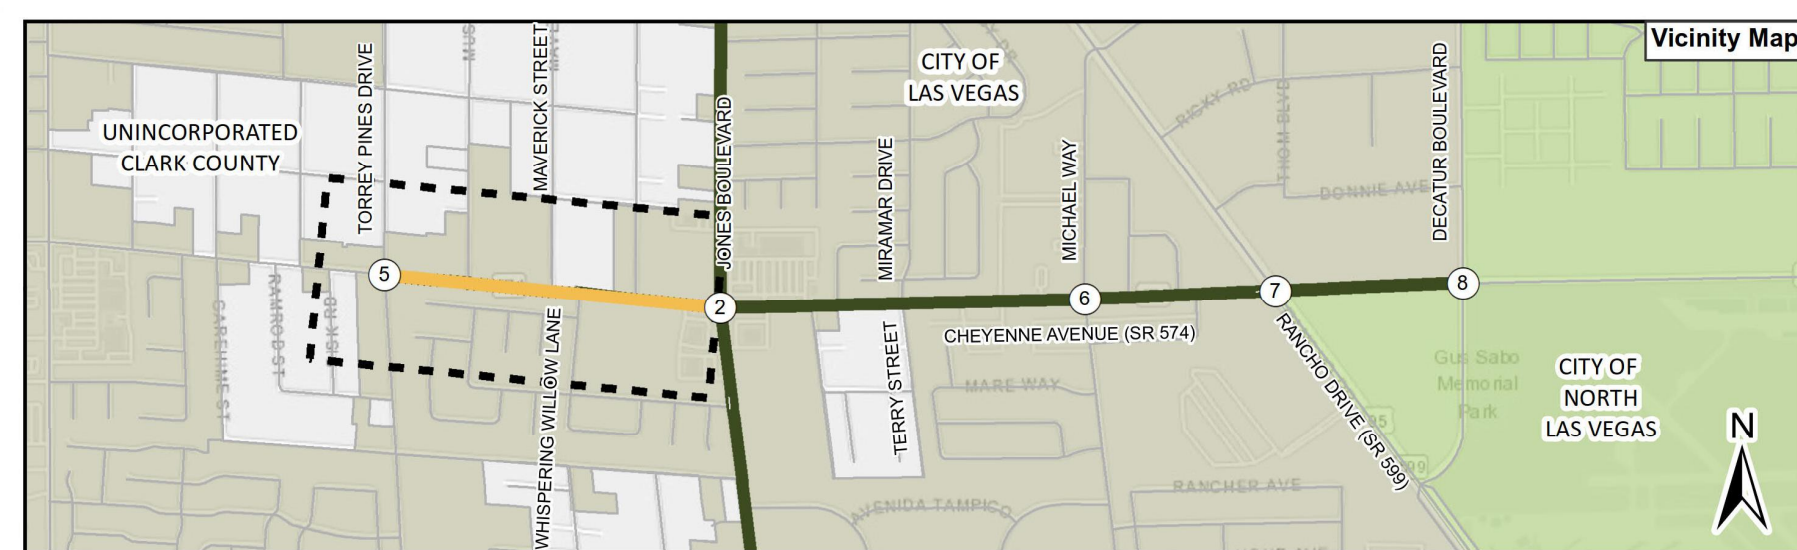 Vicinity Map
CITY OF
LAS VEGAS
UNINCORPORATED
CLARK COUNTY
TORREY PINES DRIVE
MAVERICK STREET
JONES BOULEVARD
MIRAMAR DRIVE
MICHAEL WAY
RICKY RD
THOM BLVD
DONNIE AVE
DECATUR BOULEVARD
5
2
6
7
8
CAREHIME ST
RAMROD ST
WHISPERING WILLOW LANE
TERRY STREET
CHEYENNE AVENUE (SR 574)
RANCHO DRIVE (SR 599)
MARE WAY
Gus Sabo
Memorial
Park
95
CITY OF
NORTH
LAS VEGAS
N
AVENIDA TAMPICO
RANCHER AVE